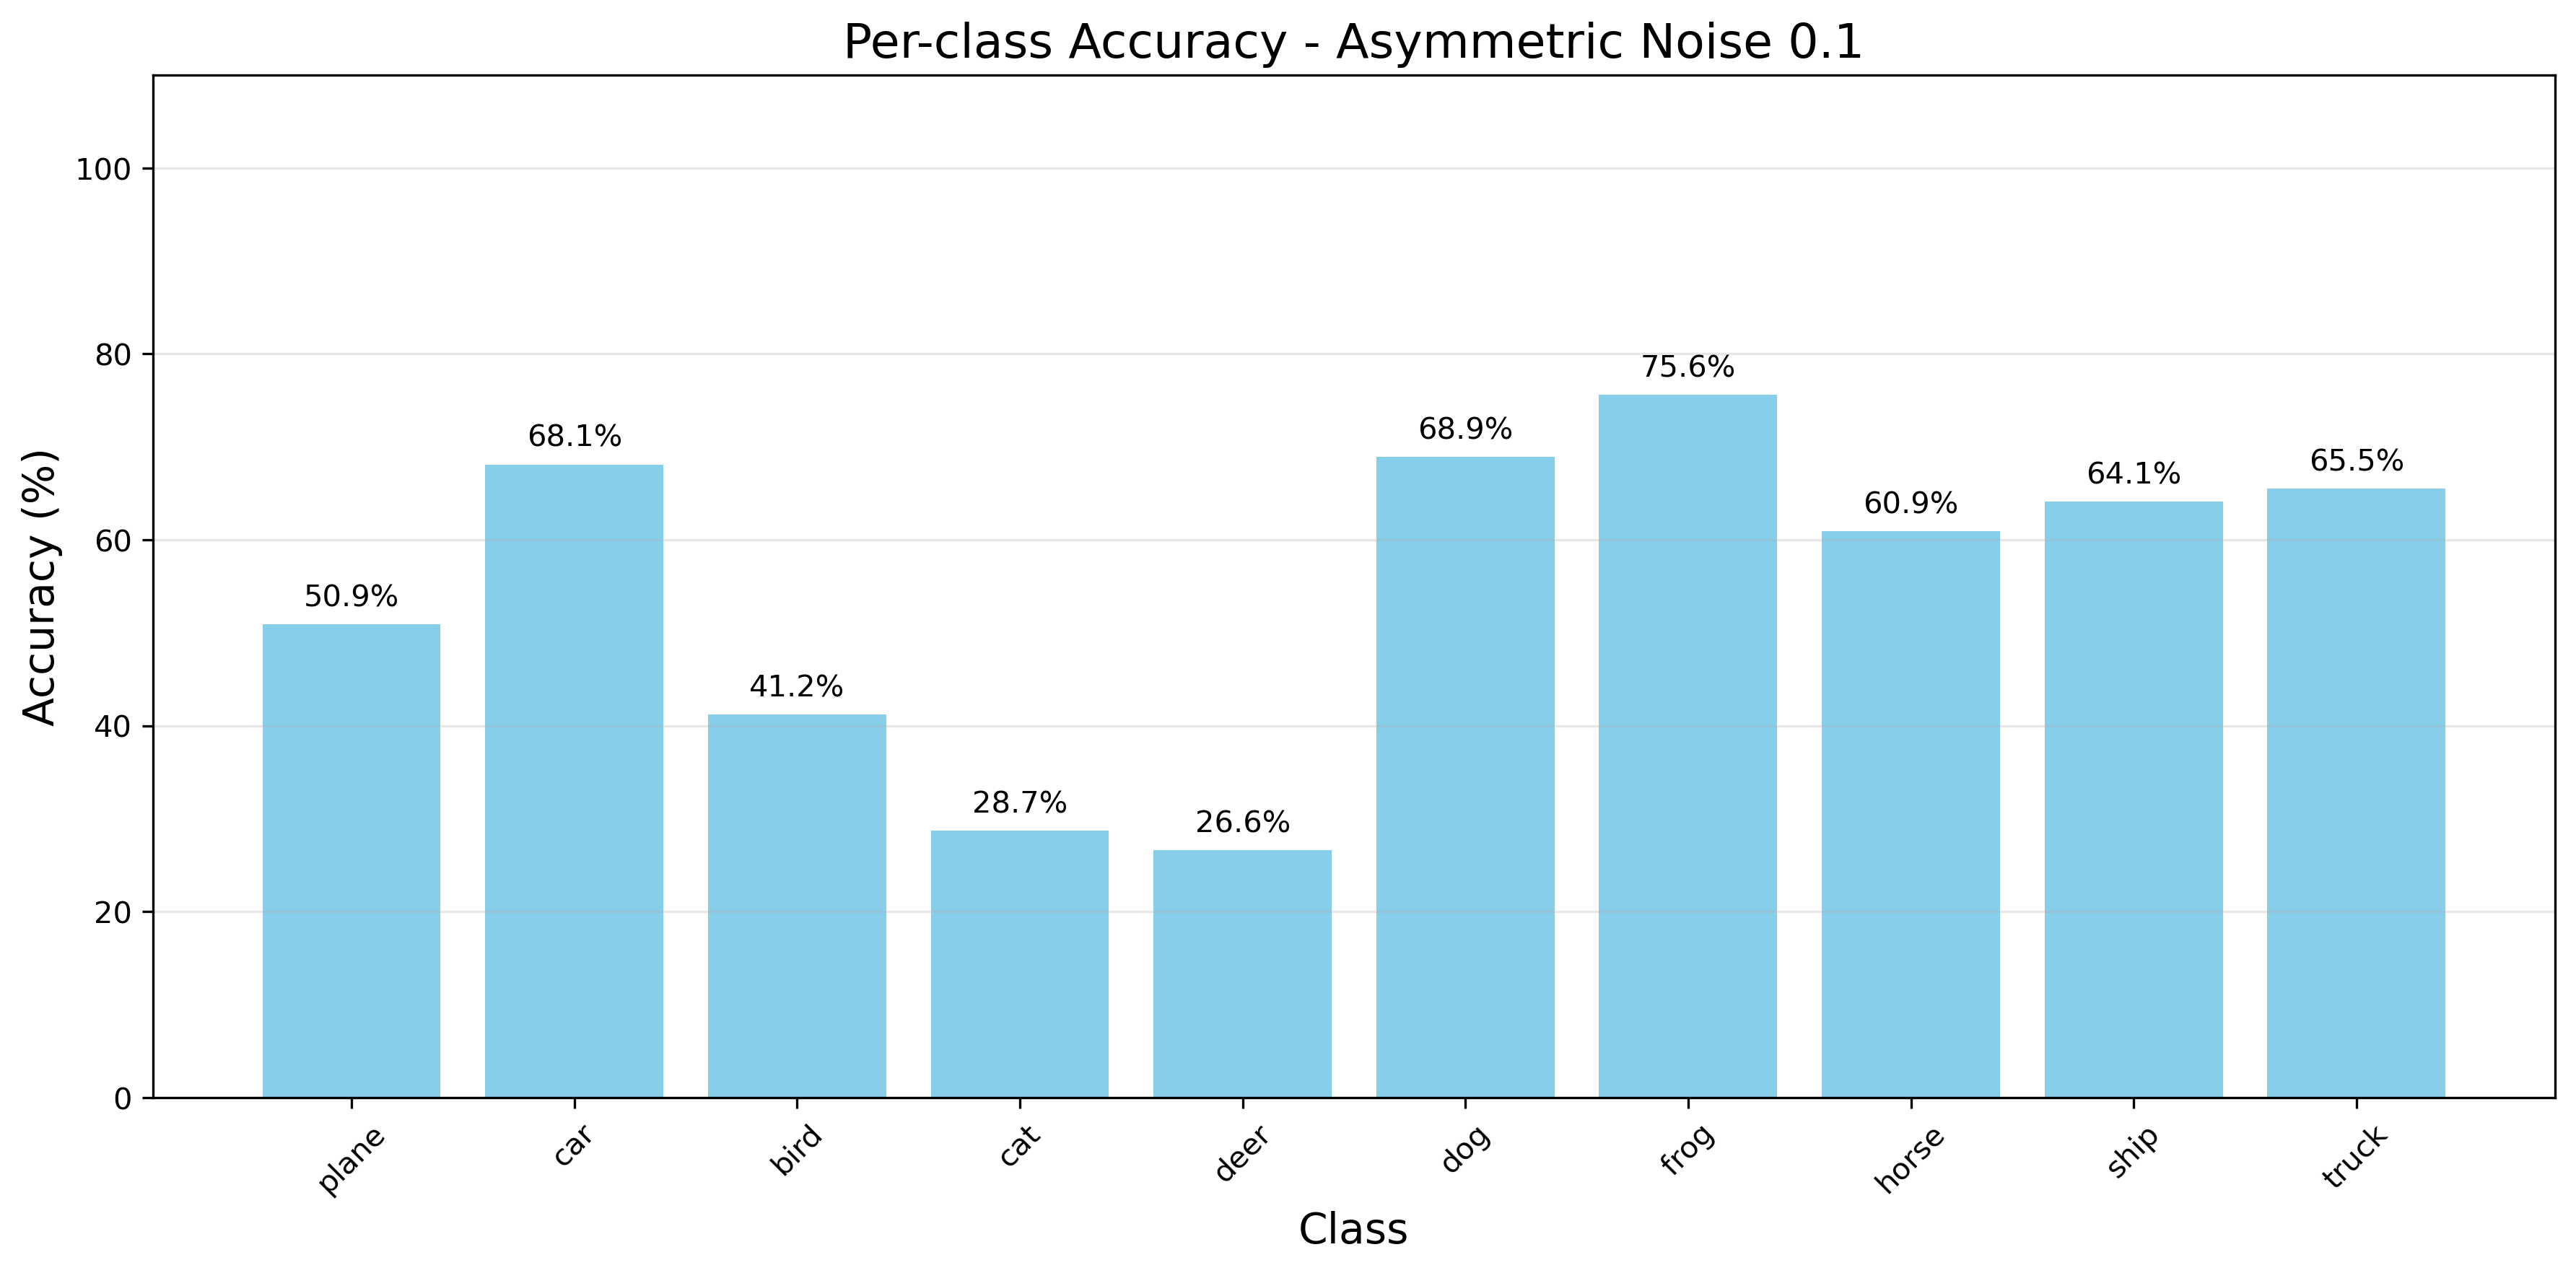 Per-class Accuracy - Asymmetric Noise 0.1
Accuracy (%)
100
80
60
40
20
0
50.9%
68.1%
41.2%
28.7%
26.6%
68.9%
75.6%
60.9%
64.1%
65.5%
plane
car
bird
cat
deer
dog
frog
horse
ship
truck
Class